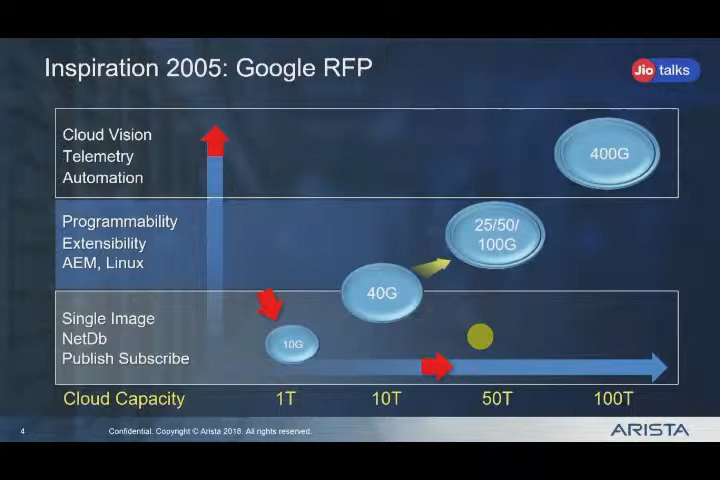 Inspiration 2005: Google RFP
Jio talks
Cloud Vision
Telemetry
Automation
400G
Programmability
Extensibility
AEM, Linux
25/50/
100G
40G
Single Image
NetDb
Publish Subscribe
10G
Cloud Capacity 1T 10T 50T 100T
4 Confidential. Copyright © Arista 2018. All rights reserved. ARISTA